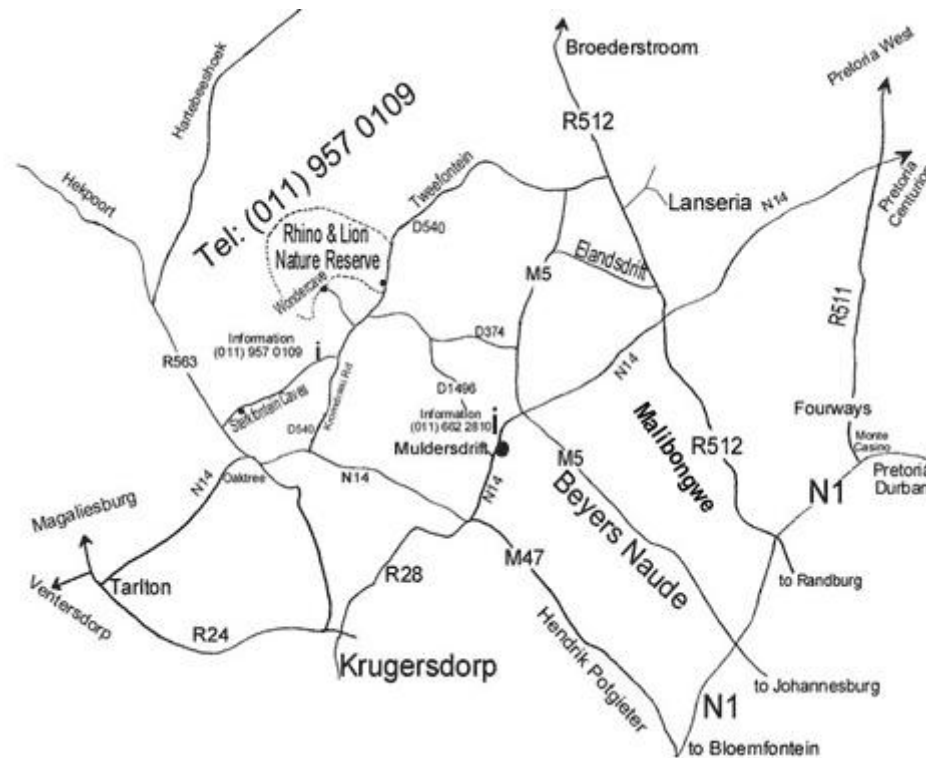 Broederstroom
Pretoria West
Hartebeeshoek
R512
Tel: (011) 957 0109
Hekpoort
Tweefontein
Lanseria
N14
Pretoria
Centurion
D540
Rhino & Lion
Nature Reserve
Elandsdrift
M5
Wondercave
R511
D374
Information
(011) 957 0109
i
R563
N14
Kromdraai Rd
D1496
Sterkfontein Caves
Information
(011) 662 2810
i
Malibongwe
Fourways
D540
Muldersdrift
M5
R512
Monte
Casino
N14
Oaktree
N14
N14
Beyers Naude
N1
Pretoria
Durban
Magaliesburg
M47
R28
to Randburg
Tarlton
Ventersdorp
R24
Hendrik Potgieter
Krugersdorp
to Johannesburg
N1
to Bloemfontein